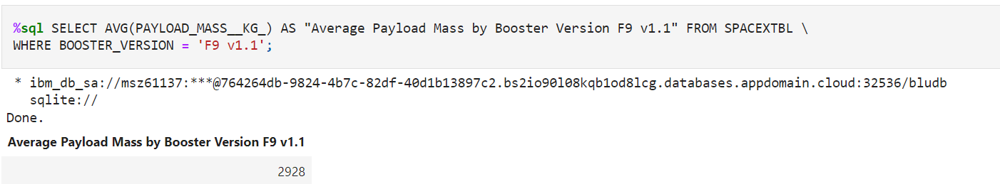 %sql SELECT AVG(PAYLOAD_MASS__KG_) AS "Average Payload Mass by Booster Version F9 v1.1" FROM SPACEXTBL \
WHERE BOOSTER_VERSION = 'F9 v1.1';
* ibm_db_sa://msz61137:***@764264db-9824-4b7c-82df-40d1b13897c2.bs2io90l08kqb1od8lcg.databases.appdomain.cloud:32536/bludb
sqlite://
Done.
Average Payload Mass by Booster Version F9 v1.1
2928